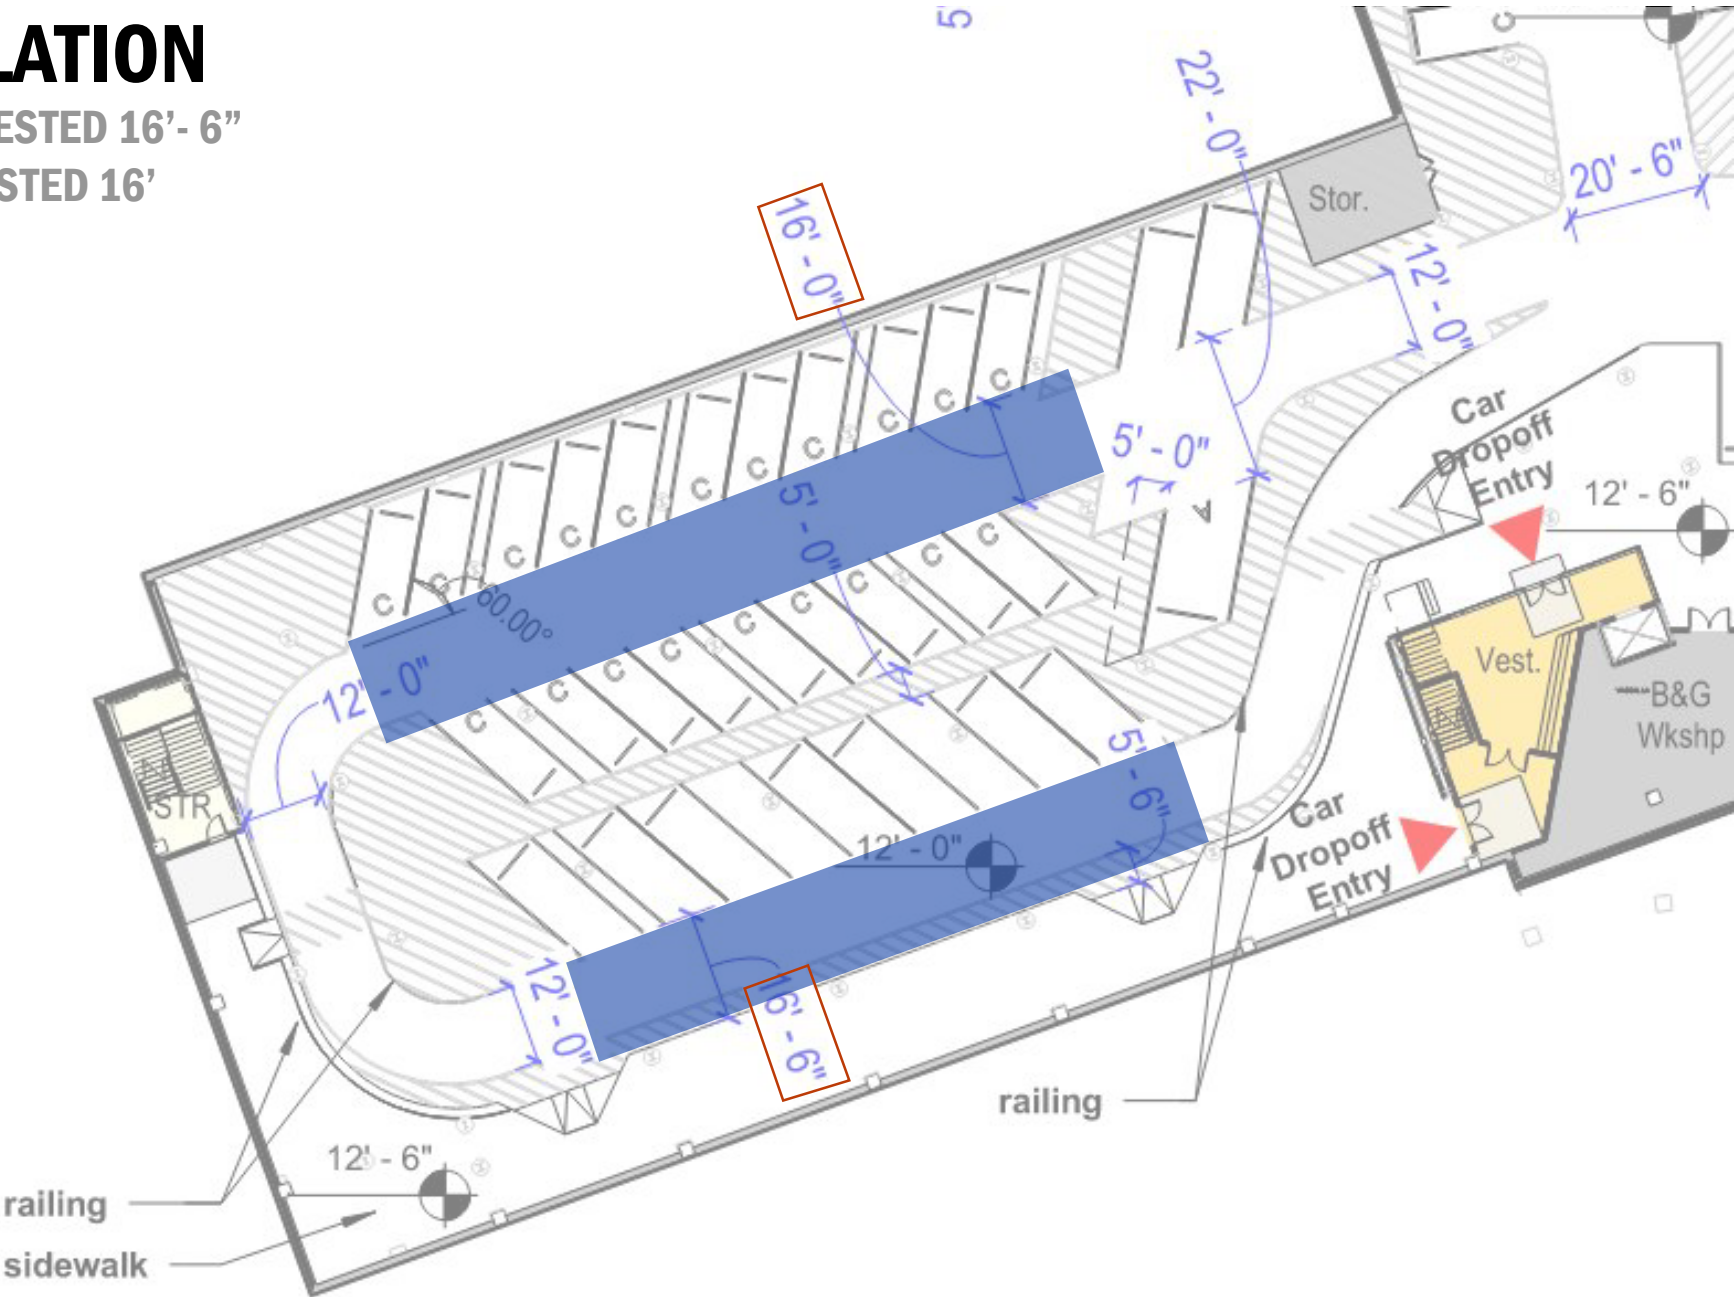 LATION
ESTED 16'- 6"
STED 16'
5
22' - 0"
C
16' - 0"
Stor.
20' - 6"
12' - 0"
C
C
C
C
C
C
C
C
C
C
C
5' - 0"
Car
Dropoff
Entry
12' - 6"
A
5' - 0"
60.00°
C
C
C
C
C
C
C
C
C
12' - 0"
Vest.
B&G
Wkshp
STR
N
5' - 6"
12' - 0"
Car
Dropoff
Entry
12' - 0"
16' - 6"
railing
12' - 6"
railing
sidewalk